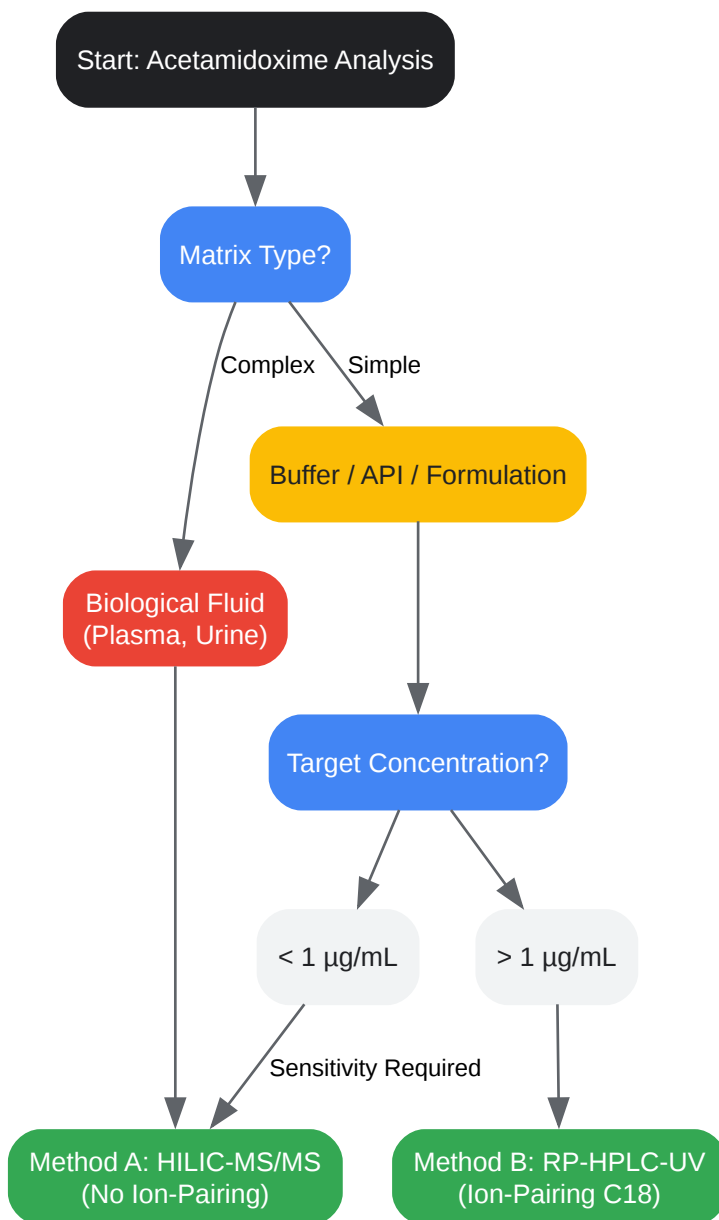 Start: Acetamidoxime Analysis
Matrix Type?
Complex
Simple
Buffer / API / Formulation
Biological Fluid
(Plasma, Urine)
Target Concentration?
< 1 µg/mL
> 1 µg/mL
Sensitivity Required
Method A: HILIC-MS/MS
(No Ion-Pairing)
Method B: RP-HPLC-UV
(Ion-Pairing C18)